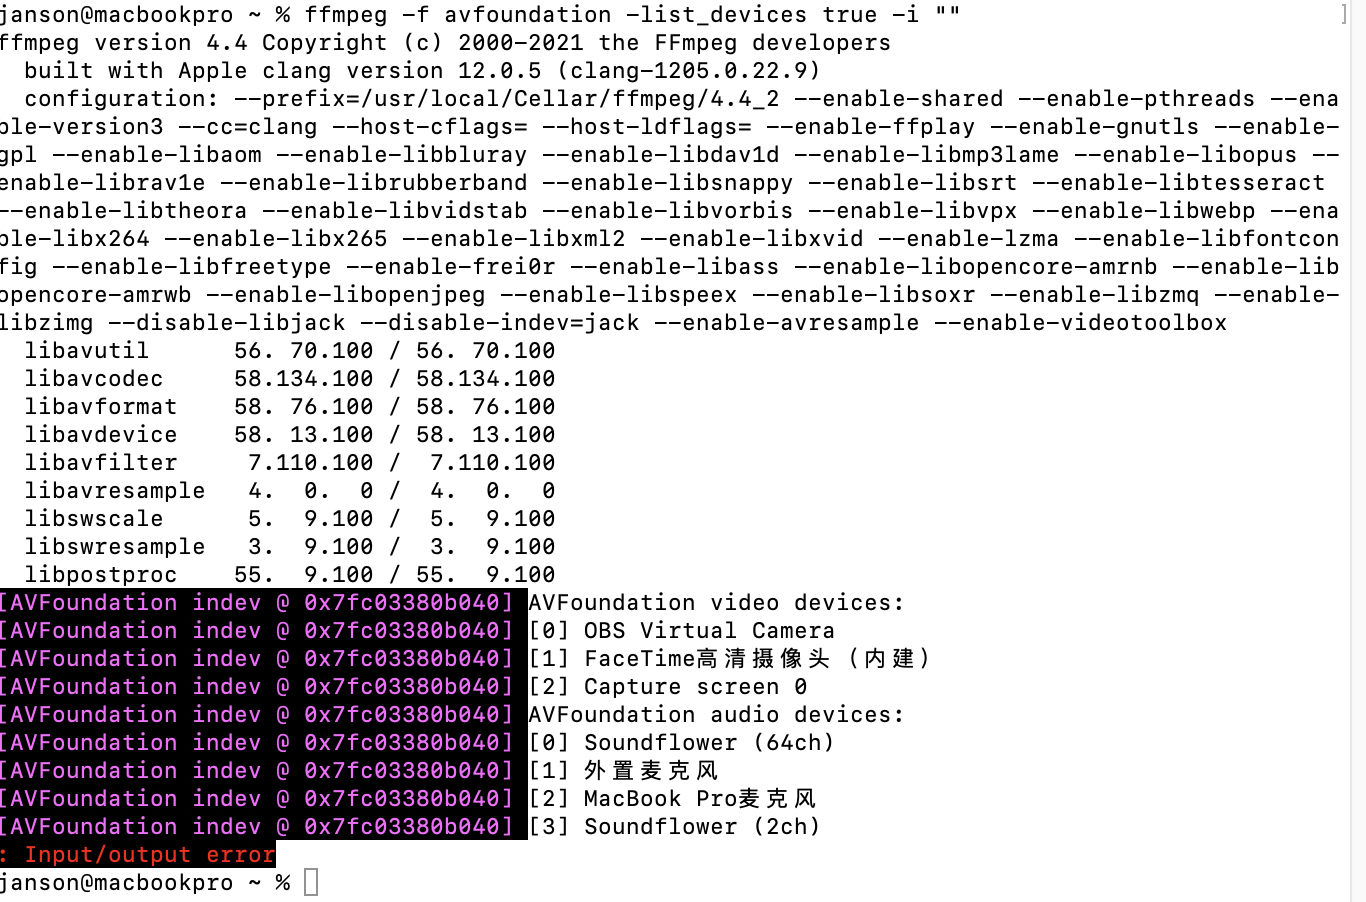 janson@macbookpro ~ % ffmpeg -f avfoundation -list_devices true -i ""
ffmpeg version 4.4 Copyright (c) 2000-2021 the FFmpeg developers
  built with Apple clang version 12.0.5 (clang-1205.0.22.9)
  configuration: --prefix=/usr/local/Cellar/ffmpeg/4.4_2 --enable-shared --enable-pthreads --ena
ble-version3 --cc=clang --host-cflags= --host-ldflags= --enable-ffplay --enable-gnutls --enable-
gpl --enable-libaom --enable-libbluray --enable-libdav1d --enable-libmp3lame --enable-libopus --
enable-librav1e --enable-librubberband --enable-libsnappy --enable-libsrt --enable-libtesseract
--enable-libtheora --enable-libvidstab --enable-libvorbis --enable-libvpx --enable-libwebp --ena
ble-libx264 --enable-libx265 --enable-libxml2 --enable-libxvid --enable-lzma --enable-libfontcon
fig --enable-libfreetype --enable-frei0r --enable-libass --enable-libopencore-amrnb --enable-lib
opencore-amrwb --enable-libopenjpeg --enable-libspeex --enable-libsoxr --enable-libzmq --enable-
libzimg --disable-libjack --disable-indev=jack --enable-avresample --enable-videotoolbox
  libavutil      56. 70.100 / 56. 70.100
  libavcodec     58.134.100 / 58.134.100
  libavformat    58. 76.100 / 58. 76.100
  libavdevice    58. 13.100 / 58. 13.100
  libavfilter     7.110.100 /  7.110.100
  libavresample   4.  0.  0 /  4.  0.  0
  libswscale      5.  9.100 /  5.  9.100
  libswresample   3.  9.100 /  3.  9.100
  libpostproc    55.  9.100 / 55.  9.100
[AVFoundation indev @ 0x7fc03380b040] AVFoundation video devices:
[AVFoundation indev @ 0x7fc03380b040] [0] OBS Virtual Camera
[AVFoundation indev @ 0x7fc03380b040] [1] FaceTime高清摄像头（内建）
[AVFoundation indev @ 0x7fc03380b040] [2] Capture screen 0
[AVFoundation indev @ 0x7fc03380b040] AVFoundation audio devices:
[AVFoundation indev @ 0x7fc03380b040] [0] Soundflower (64ch)
[AVFoundation indev @ 0x7fc03380b040] [1] 外置麦克风
[AVFoundation indev @ 0x7fc03380b040] [2] MacBook Pro麦克风
[AVFoundation indev @ 0x7fc03380b040] [3] Soundflower (2ch)
: Input/output error
janson@macbookpro ~ %